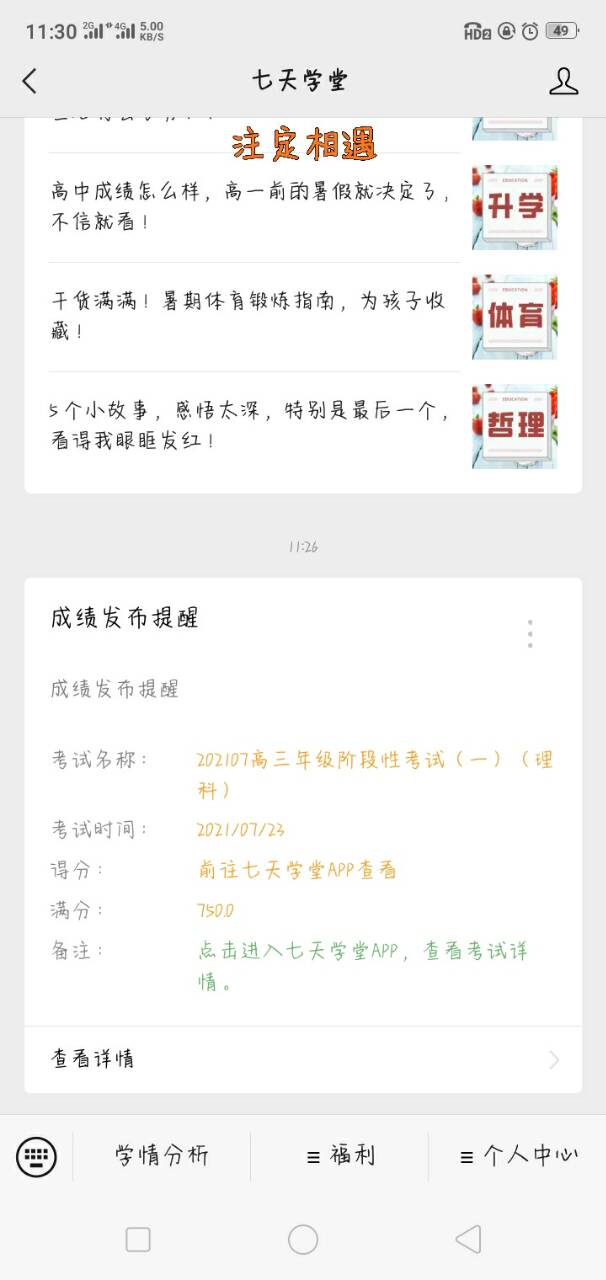 11:30 2G 4G 5.00 KB/S HD2 49
七天学堂
注定相遇
高中成绩怎么样，高一前的暑假就决定了，
不信就看！
EDUCATION
升学
干货满满！暑期体育锻炼指南，为孩子收
藏！
EDUCATION
体育
5个小故事，感悟太深，特别是最后一个，
看得我眼眶发红！
EDUCATION
哲理
11:26
成绩发布提醒
成绩发布提醒
考试名称： 202107高三年级阶段性考试（一）（理
科）
考试时间： 2021/07/23
得分： 前往七天学堂APP查看
满分： 750.0
备注： 点击进入七天学堂APP，查看考试详
情。
查看详情
学情分析 福利 个人中心